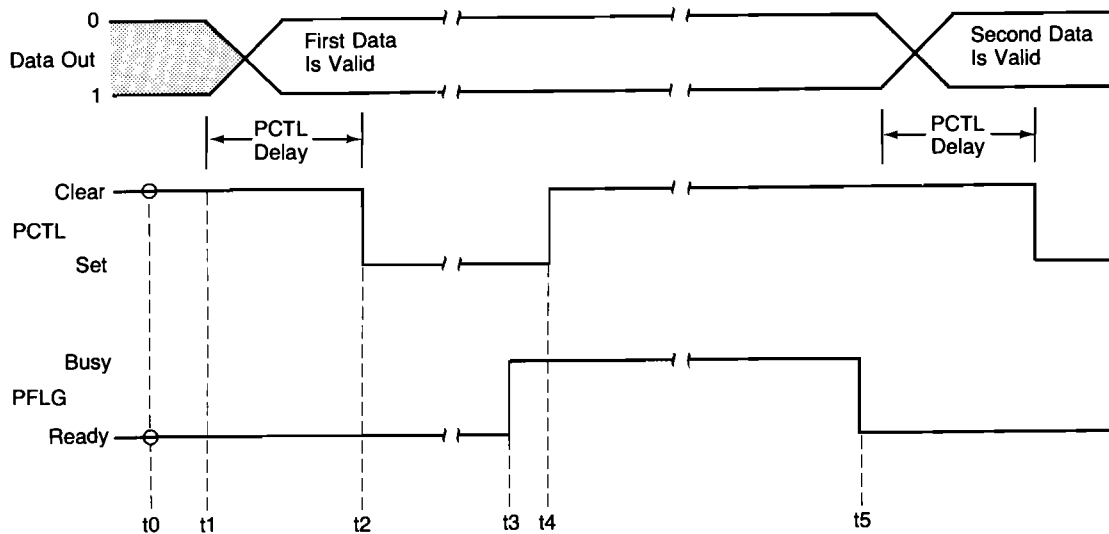 0
Data Out
1
First Data
Is Valid
Second Data
Is Valid
PCTL
Delay
PCTL
Delay
Clear
PCTL
Set
Busy
PFLG
Ready
t0 t1 t2 t3 t4 t5